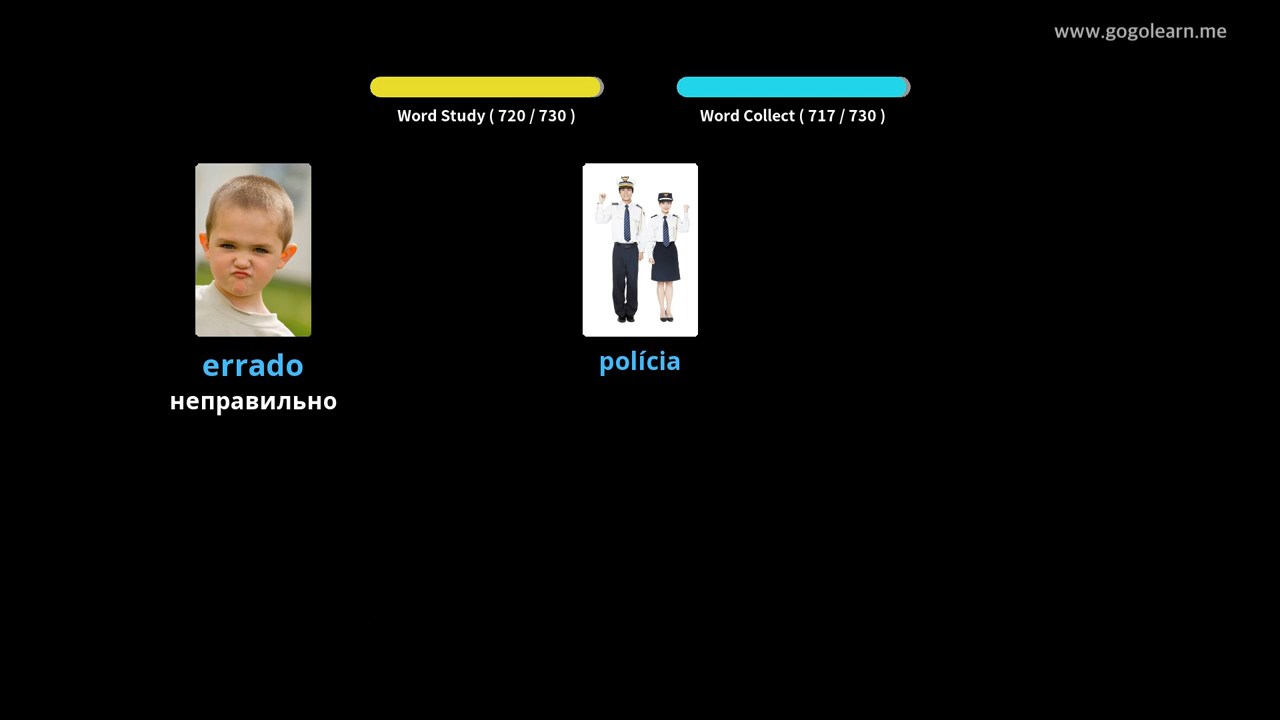 www.gogolearn.me
Word Study ( 720 / 730 )
Word Collect ( 717 / 730 )
errado
неправильно
polícia